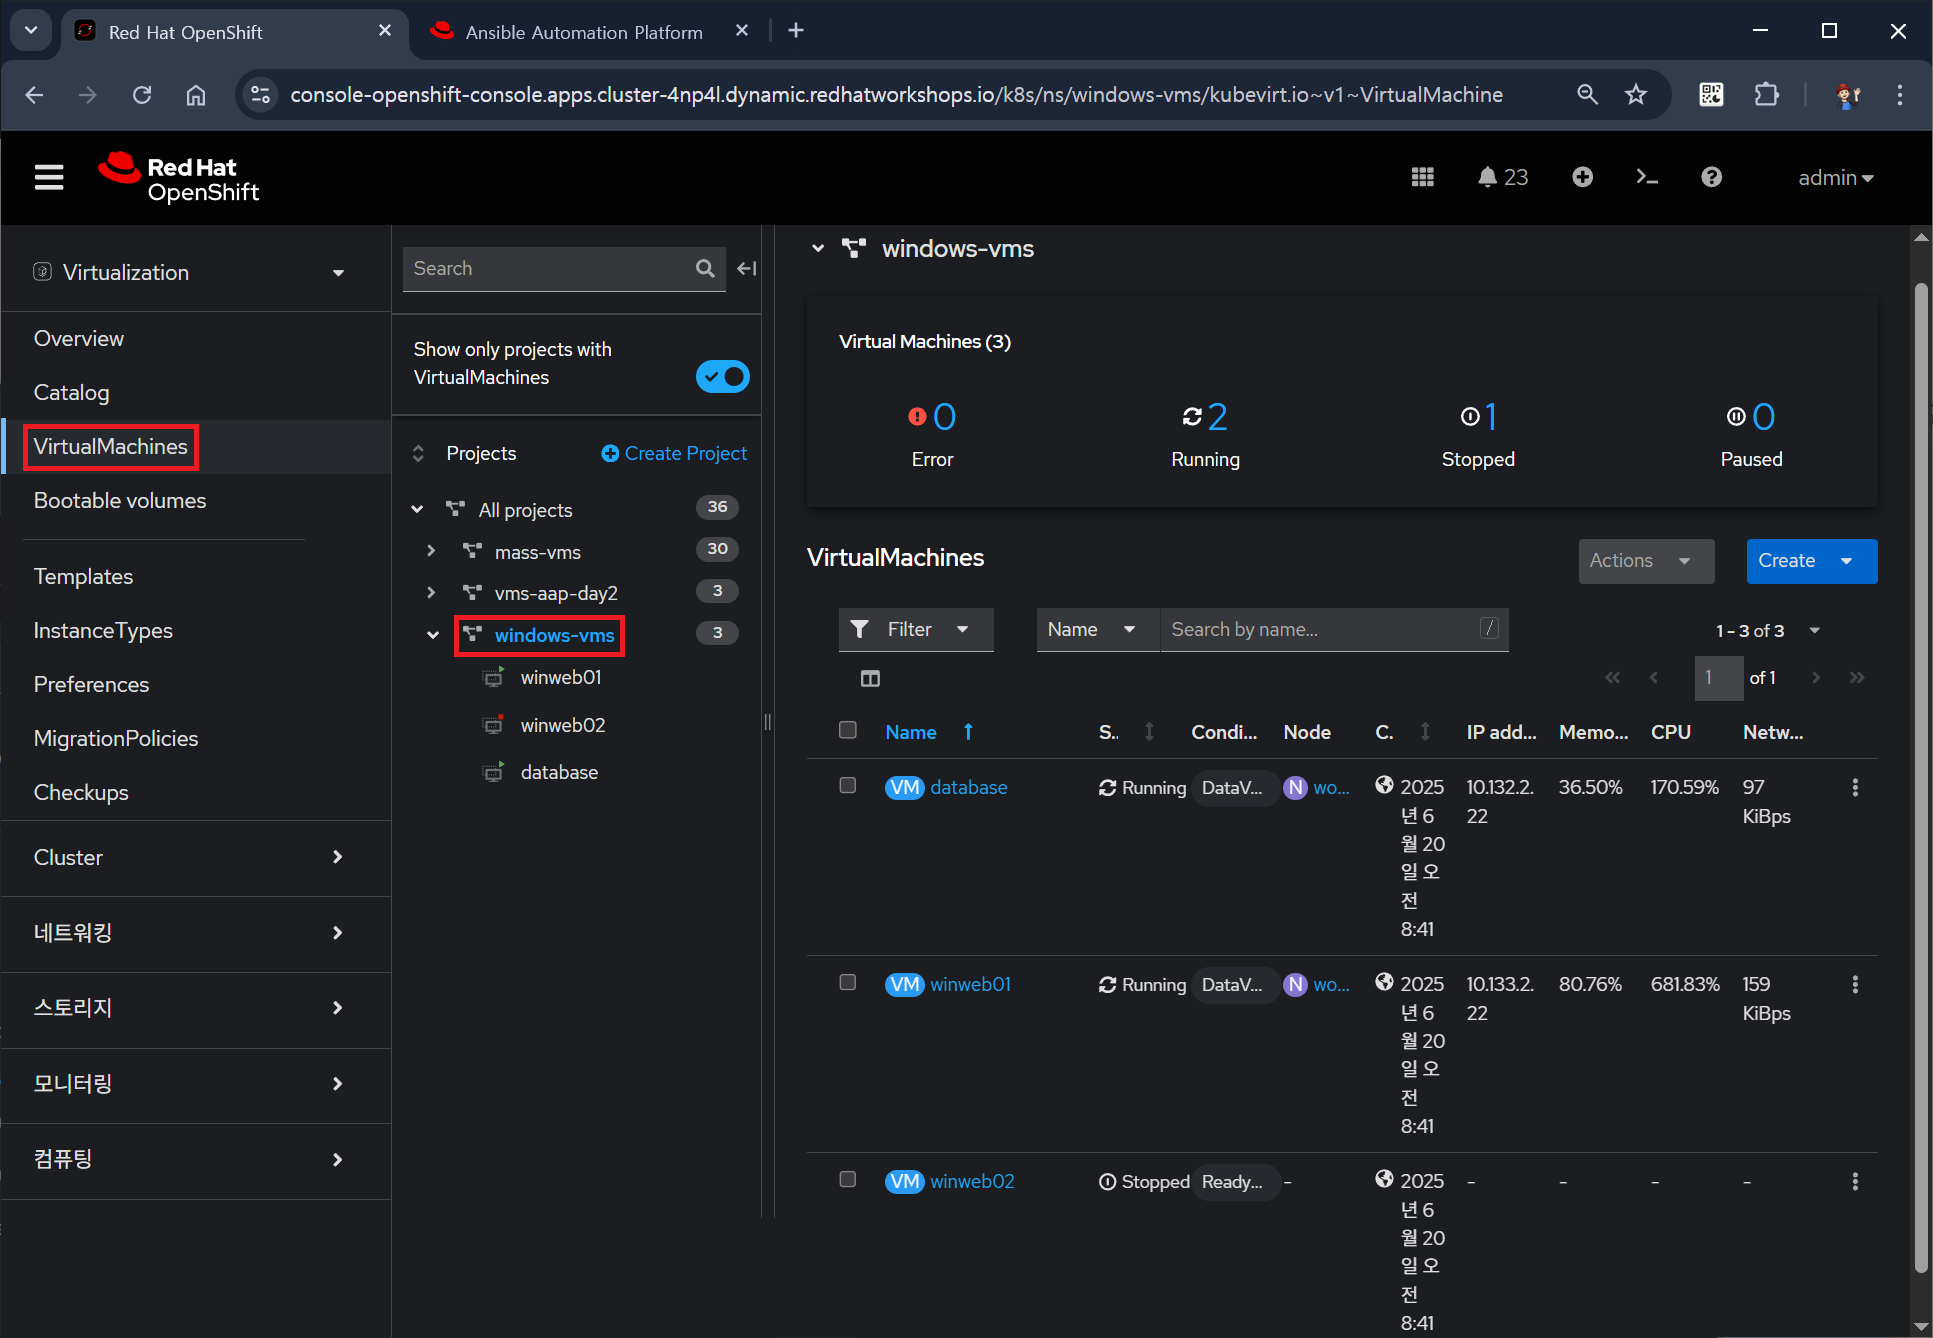 Red Hat OpenShift
Ansible Automation Platform
console-openshift-console.apps.cluster-4np4l.dynamic.redhatworkshops.io/k8s/ns/windows-vms/kubevirt.io~v1~VirtualMachine
Red Hat
OpenShift
23
admin
Virtualization
Overview
Catalog
VirtualMachines
Bootable volumes
Templates
InstanceTypes
Preferences
MigrationPolicies
Checkups
Cluster
네트워킹
스토리지
모니터링
컴퓨팅
Search
Show only projects with
VirtualMachines
Projects
Create Project
All projects 36
mass-vms 30
vms-aap-day2 3
windows-vms 3
winweb01
winweb02
database
windows-vms
Virtual Machines (3)
0 2 1 0
Error Running Stopped Paused
VirtualMachines
Actions
Create
Filter
Name
Search by name...
/
1 - 3 of 3
1 of 1
Name S.. Condi... Node C. IP add... Memo... CPU Netw...
VM database Running DataV... N wo... 2025 10.132.2. 36.50% 170.59% 97
년 6 22 KiBps
월 20
일 오
전
8:41
VM winweb01 Running DataV... N wo... 2025 10.133.2. 80.76% 681.83% 159
년 6 22 KiBps
월 20
일 오
전
8:41
VM winweb02 Stopped Ready... - 2025 - - - -
년 6
월 20
일 오
전
8:41